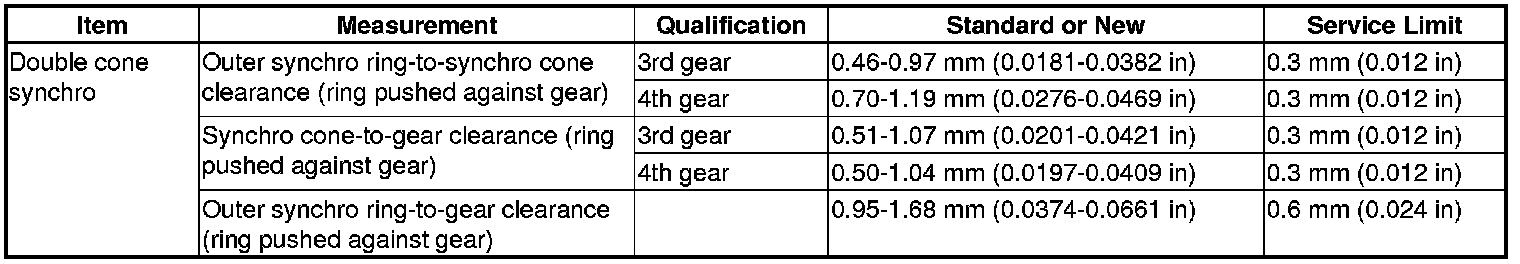 Item Measurement Qualification Standard or New Service Limit
Double cone synchro Outer synchro ring-to-synchro cone clearance (ring pushed against gear) 3rd gear 0.46-0.97 mm (0.0181-0.0382 in) 0.3 mm (0.012 in)
4th gear 0.70-1.19 mm (0.0276-0.0469 in) 0.3 mm (0.012 in)
Synchro cone-to-gear clearance (ring pushed against gear) 3rd gear 0.51-1.07 mm (0.0201-0.0421 in) 0.3 mm (0.012 in)
4th gear 0.50-1.04 mm (0.0197-0.0409 in) 0.3 mm (0.012 in)
Outer synchro ring-to-gear clearance (ring pushed against gear) 0.95-1.68 mm (0.0374-0.0661 in) 0.6 mm (0.024 in)